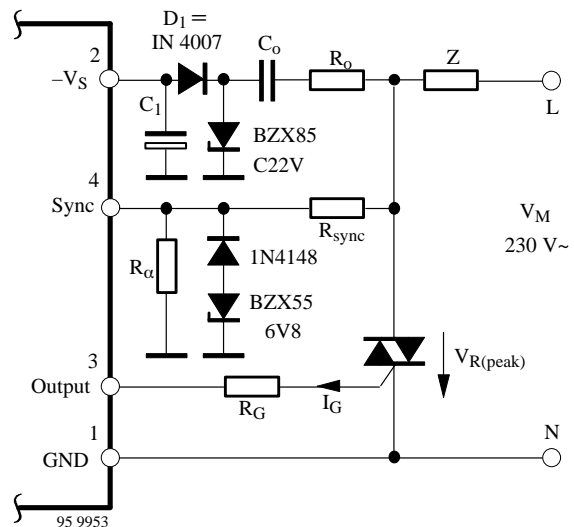 D1 =
IN 4007
2
–VS
C1
Co
Ro
Z
L
BZX85
C22V
4
Sync
Rα
1N4148
BZX55
6V8
Rsync
VM
230 V~
3
Output
RG
IG
VR(peak)
1
GND
N
95 9953